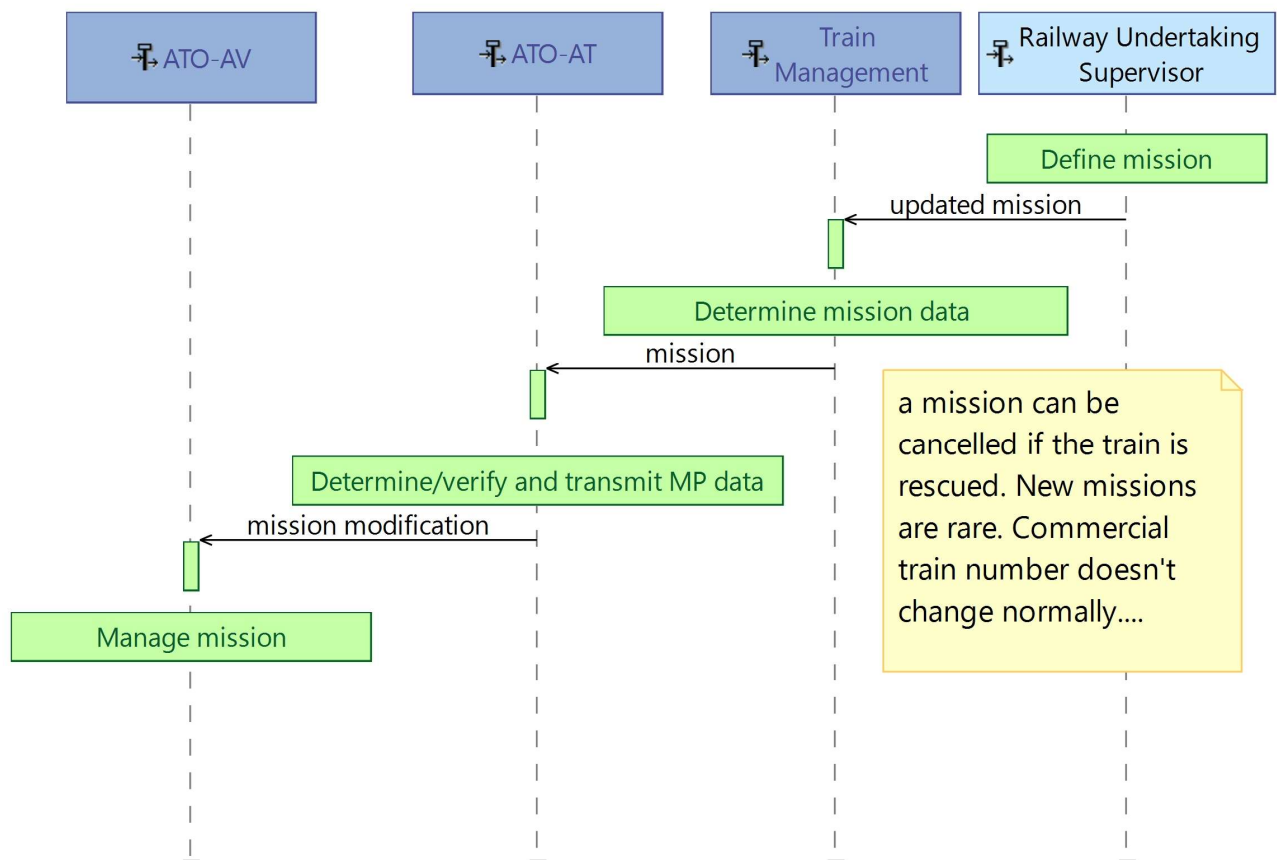 ATO-AV
ATO-AT
Train
Management
Railway Undertaking
Supervisor
Define mission
updated mission
Determine mission data
mission
a mission can be
cancelled if the train is
rescued. New missions
are rare. Commercial
train number doesn't
change normally....
Determine/verify and transmit MP data
mission modification
Manage mission